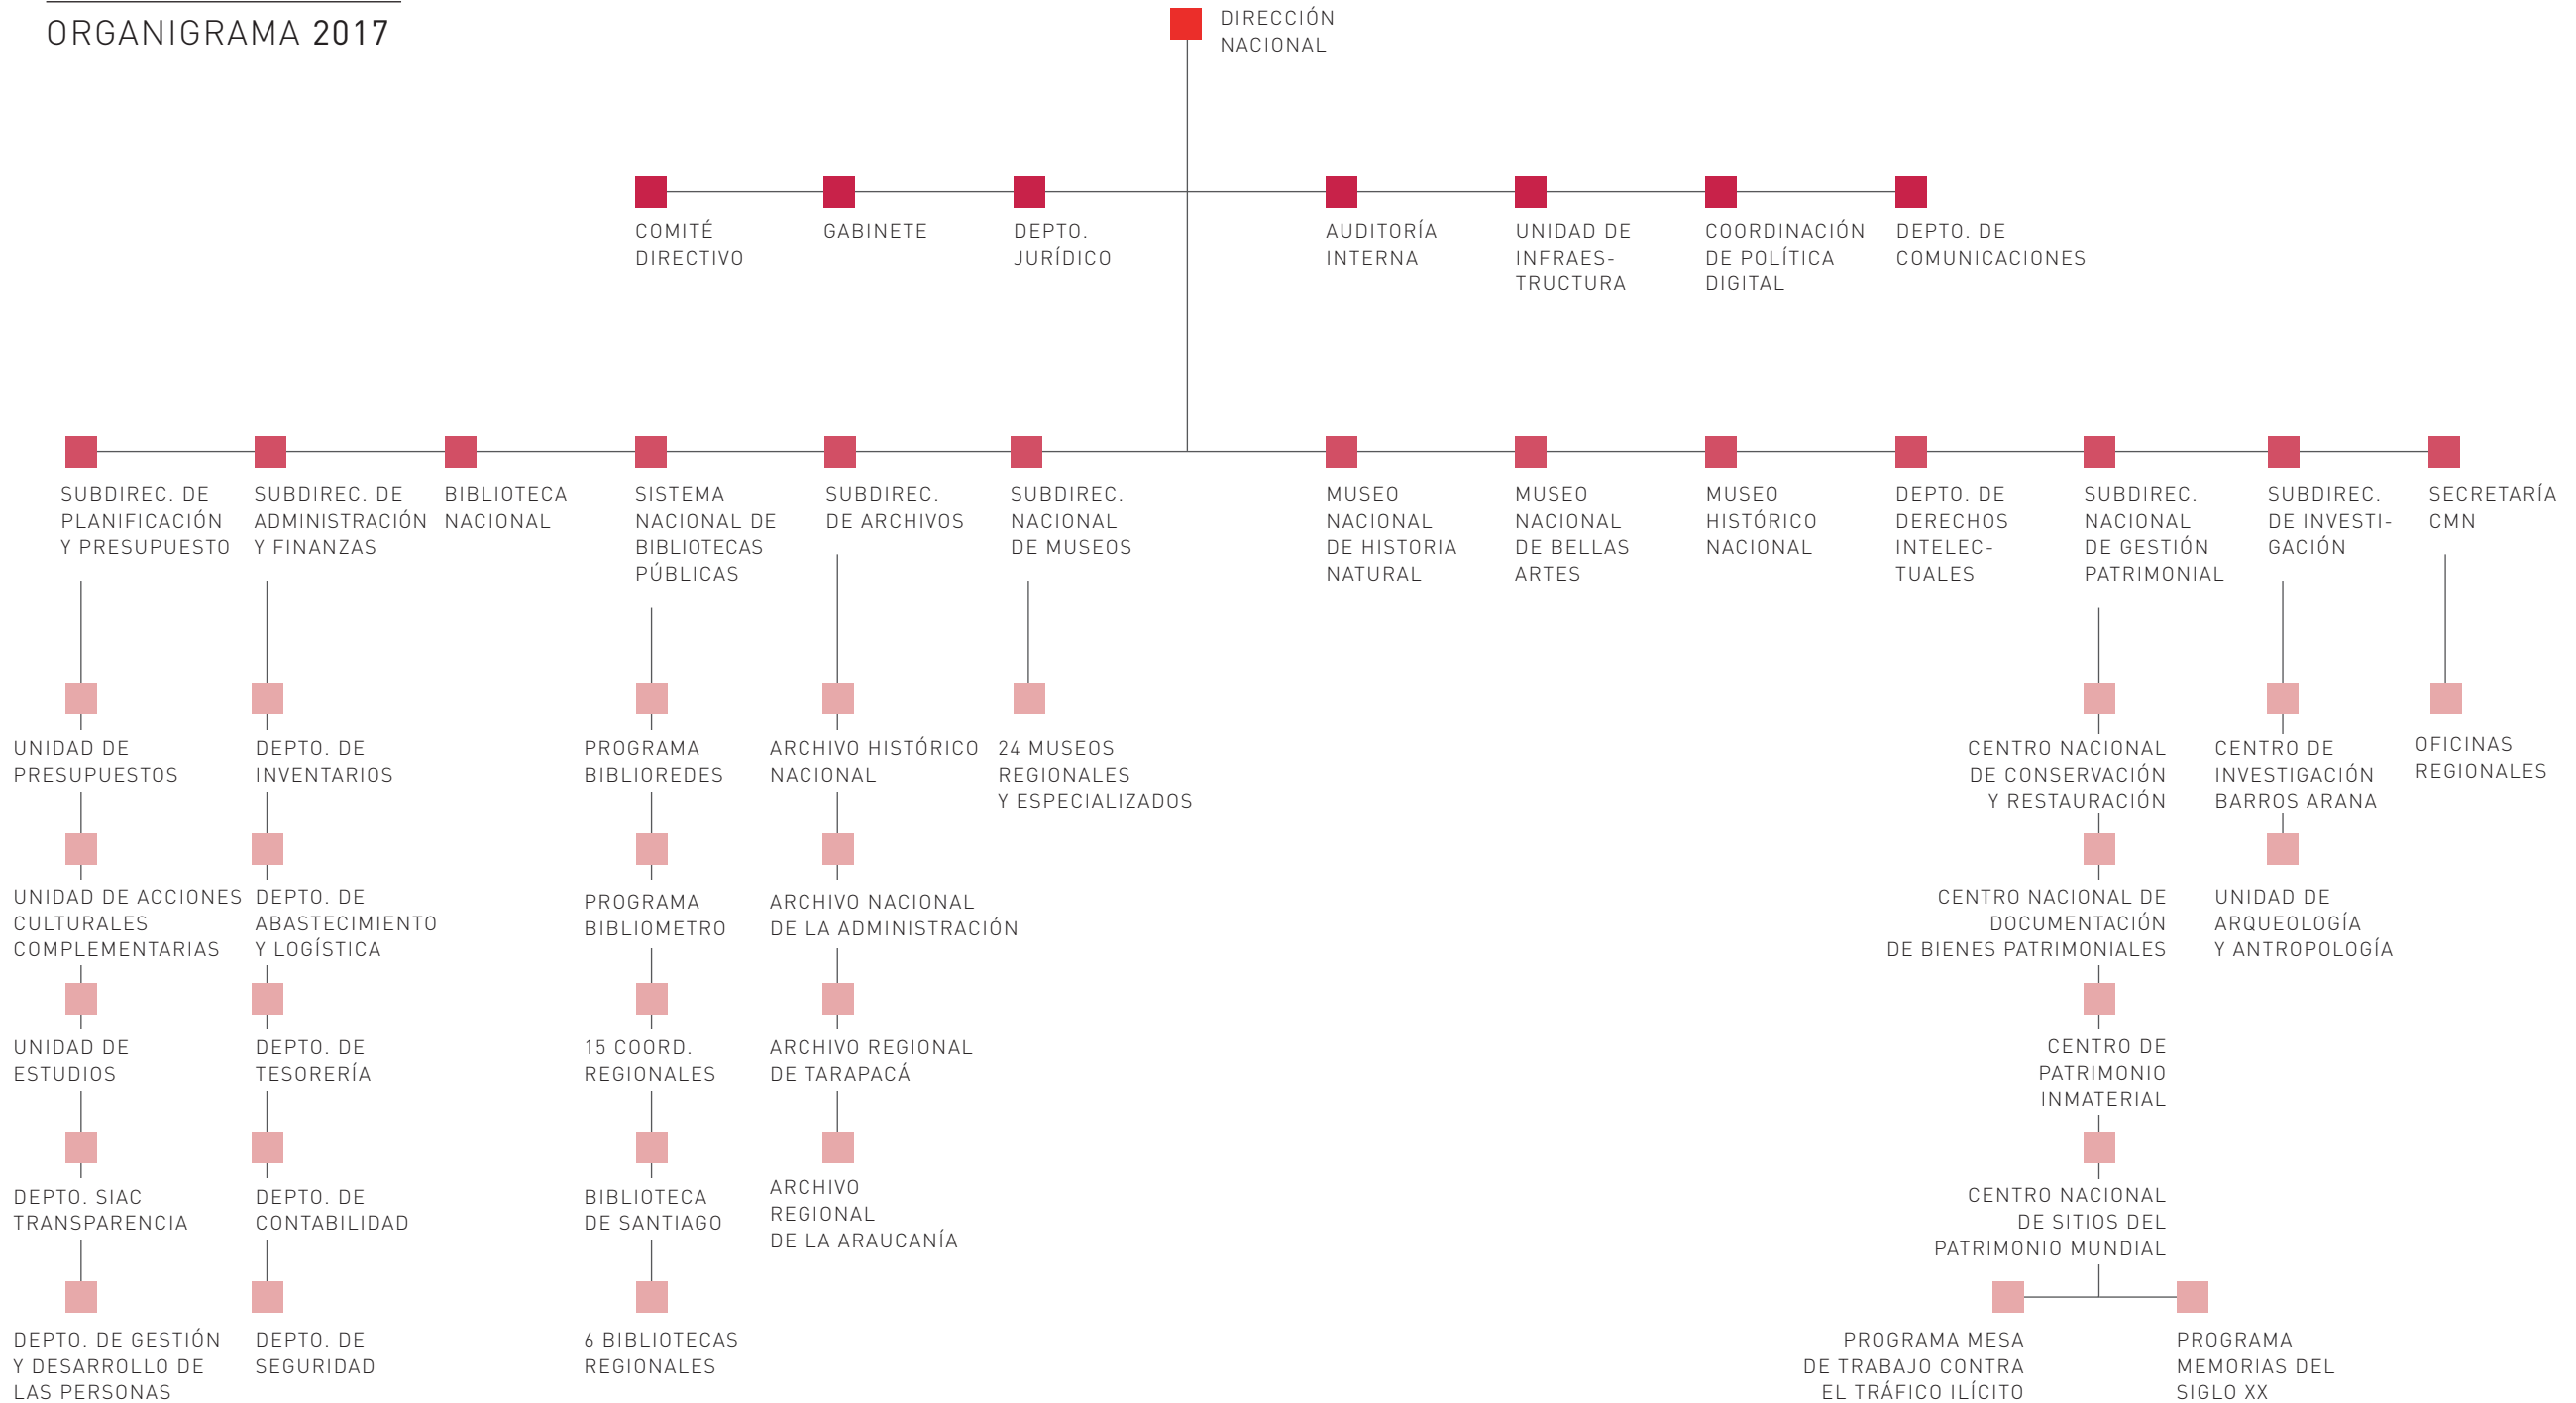 ORGANIGRAMA 2017
DIRECCIÓN
NACIONAL
COMITÉ
DIRECTIVO
GABINETE
DEPTO.
JURÍDICO
AUDITORÍA
INTERNA
UNIDAD DE
INFRAES-
TRUCTURA
COORDINACIÓN
DE POLÍTICA
DIGITAL
DEPTO. DE
COMUNICACIONES
SUBDIREC. DE
PLANIFICACIÓN
Y PRESUPUESTO
SUBDIREC. DE
ADMINISTRACIÓN
Y FINANZAS
BIBLIOTECA
NACIONAL
SISTEMA
NACIONAL DE
BIBLIOTECAS
PÚBLICAS
SUBDIREC.
DE ARCHIVOS
SUBDIREC.
NACIONAL
DE MUSEOS
MUSEO
NACIONAL
DE HISTORIA
NATURAL
MUSEO
NACIONAL
DE BELLAS
ARTES
MUSEO
HISTÓRICO
NACIONAL
DEPTO. DE
DERECHOS
INTELEC-
TUALES
SUBDIREC.
NACIONAL
DE GESTIÓN
PATRIMONIAL
SUBDIREC.
DE INVESTI-
GACIÓN
SECRETARÍA
CMN
UNIDAD DE
PRESUPUESTOS
UNIDAD DE ACCIONES
CULTURALES
COMPLEMENTARIAS
UNIDAD DE
ESTUDIOS
DEPTO. SIAC
TRANSPARENCIA
DEPTO. DE GESTIÓN
Y DESARROLLO DE
LAS PERSONAS
DEPTO. DE
INVENTARIOS
DEPTO. DE
ABASTECIMIENTO
Y LOGÍSTICA
DEPTO. DE
TESORERÍA
DEPTO. DE
CONTABILIDAD
DEPTO. DE
SEGURIDAD
PROGRAMA
BIBLIOREDES
PROGRAMA
BIBLIOMETRO
15 COORD.
REGIONALES
BIBLIOTECA
DE SANTIAGO
6 BIBLIOTECAS
REGIONALES
ARCHIVO HISTÓRICO
NACIONAL
ARCHIVO NACIONAL
DE LA ADMINISTRACIÓN
ARCHIVO REGIONAL
DE TARAPACÁ
ARCHIVO
REGIONAL
DE LA ARAUCANÍA
24 MUSEOS
REGIONALES
Y ESPECIALIZADOS
CENTRO NACIONAL
DE CONSERVACIÓN
Y RESTAURACIÓN
CENTRO NACIONAL DE
DOCUMENTACIÓN
DE BIENES PATRIMONIALES
CENTRO DE
PATRIMONIO
INMATERIAL
CENTRO NACIONAL
DE SITIOS DEL
PATRIMONIO MUNDIAL
PROGRAMA MESA
DE TRABAJO CONTRA
EL TRÁFICO ILÍCITO
PROGRAMA
MEMORIAS DEL
SIGLO XX
CENTRO DE
INVESTIGACIÓN
BARROS ARANA
UNIDAD DE
ARQUEOLOGÍA
Y ANTROPOLOGÍA
OFICINAS
REGIONALES